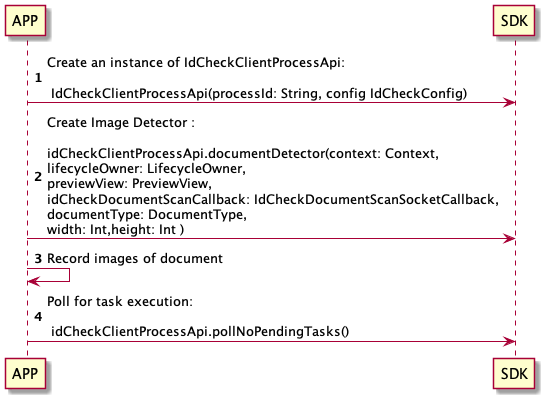 APP
SDK
Create an instance of IdCheckClientProcessApi:
1
IdCheckClientProcessApi(processId: String, config IdCheckConfig)
Create Image Detector :
idCheckClientProcessApi.documentDetector(context: Context,
lifecycleOwner: LifecycleOwner,
2
previewView: PreviewView,
idCheckDocumentScanCallback: IdCheckDocumentScanSocketCallback,
documentType: DocumentType,
width: Int,height: Int )
3 Record images of document
Poll for task execution:
4
idCheckClientProcessApi.pollNoPendingTasks()
APP
SDK